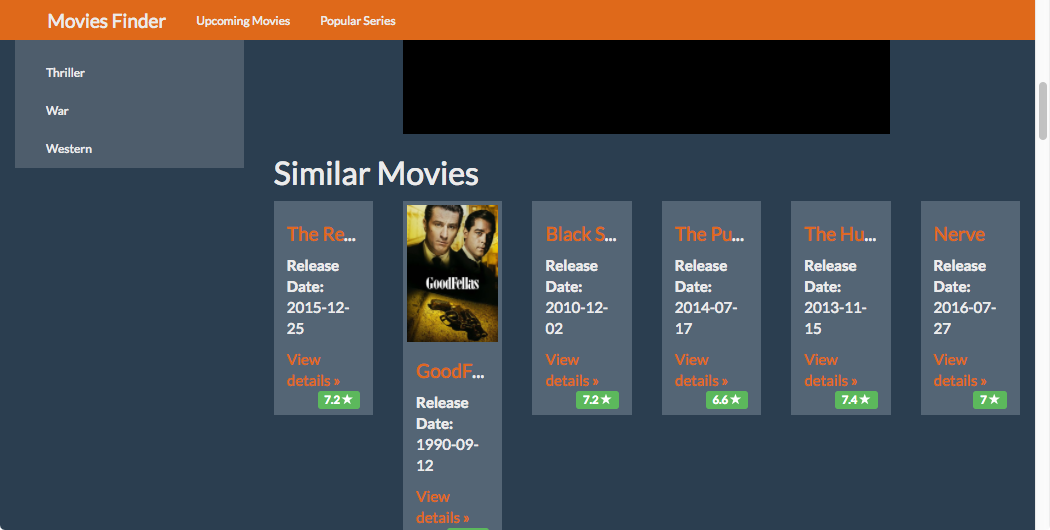 Movies Finder Upcoming Movies Popular Series
Thriller
War
Western
Similar Movies
The Re...
Release
Date:
2015-12-
25
View
details »
7.2 ★
GOODFELLAS
GoodF...
Release
Date:
1990-09-
12
View
details »
Black S...
Release
Date:
2010-12-
02
View
details »
7.2 ★
The Pu...
Release
Date:
2014-07-
17
View
details »
6.6 ★
The Hu...
Release
Date:
2013-11-
15
View
details »
7.4 ★
Nerve
Release
Date:
2016-07-
27
View
details »
7 ★